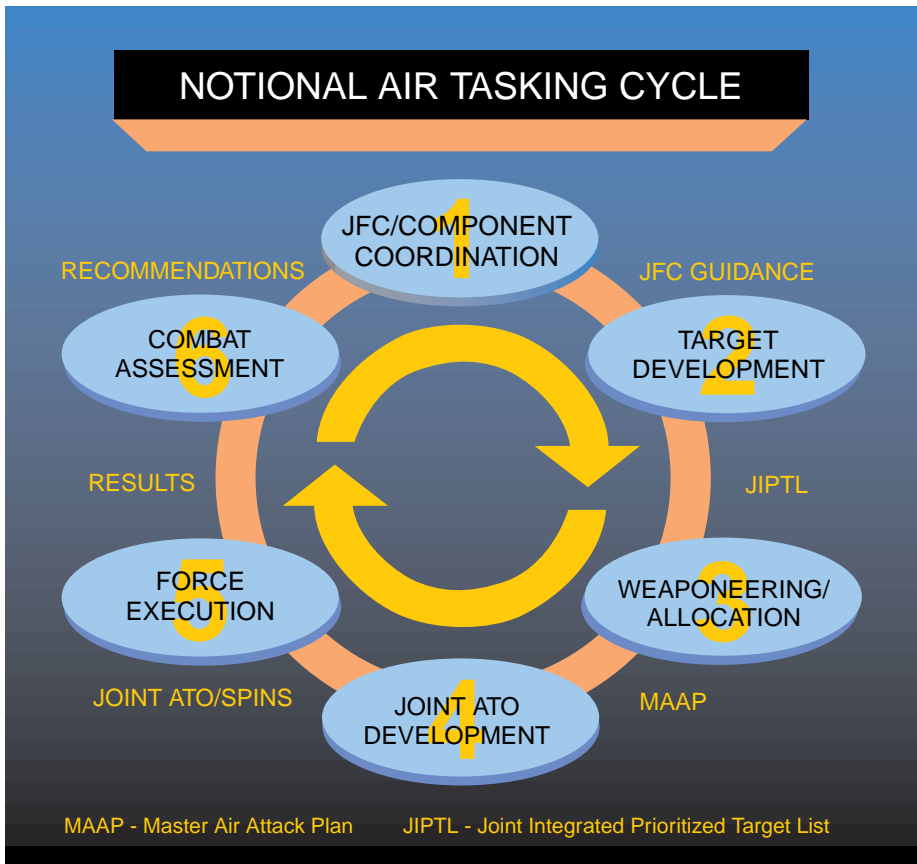 NOTIONAL AIR TASKING CYCLE
1
JFC/COMPONENT
COORDINATION
JFC GUIDANCE
2
TARGET
DEVELOPMENT
JIPTL
3
WEAPONEERING/
ALLOCATION
MAAP
4
JOINT ATO
DEVELOPMENT
JOINT ATO/SPINS
5
FORCE
EXECUTION
RESULTS
6
COMBAT
ASSESSMENT
RECOMMENDATIONS
MAAP - Master Air Attack Plan
JIPTL - Joint Integrated Prioritized Target List